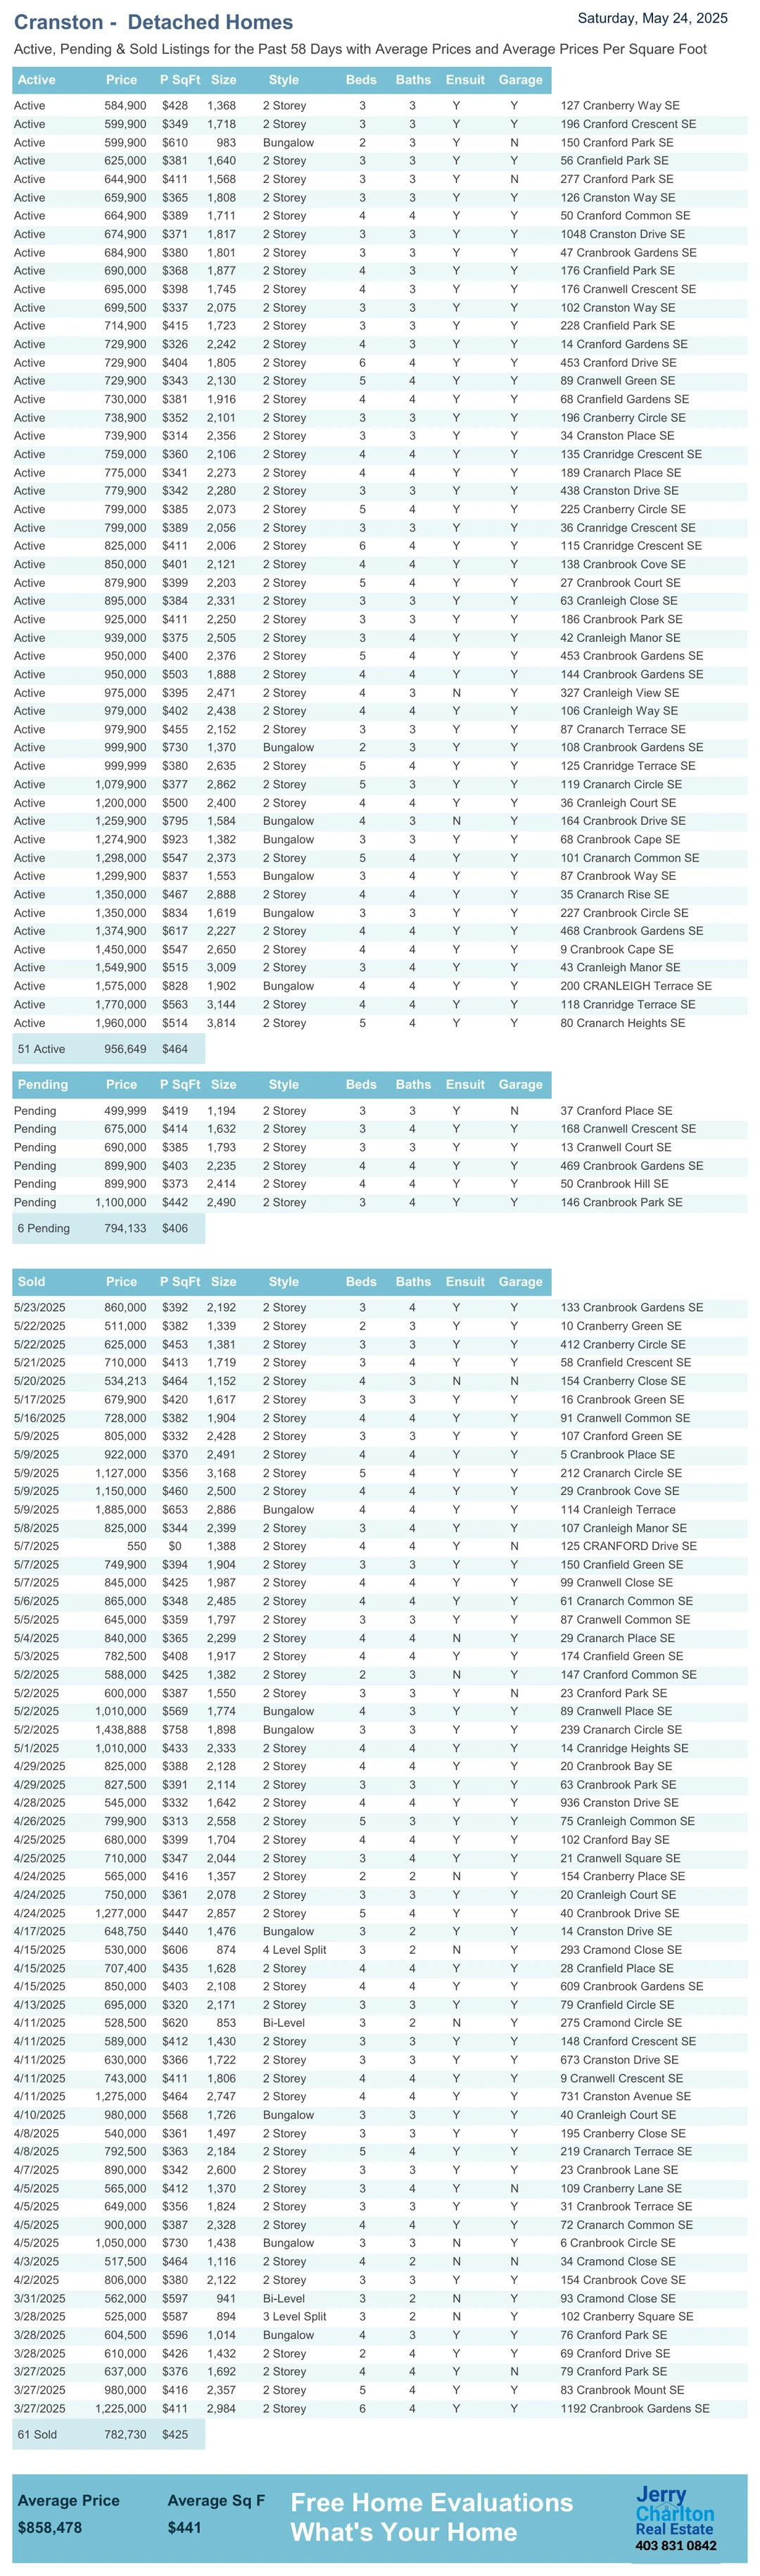 Cranston - Detached Homes
Saturday, May 24, 2025
Active, Pending & Sold Listings for the Past 58 Days with Average Prices and Average Prices Per Square Foot
Active Price P SqFt Size Style Beds Baths Ensuit Garage
Active 584,900 $428 1,368 2 Storey 3 3 Y Y 127 Cranberry Way SE
Active 599,900 $349 1,718 2 Storey 3 3 Y Y 196 Cranford Crescent SE
Active 599,900 $610 983 Bungalow 2 3 Y N 150 Cranford Park SE
Active 625,000 $381 1,640 2 Storey 3 3 Y Y 56 Cranfield Park SE
Active 644,900 $411 1,568 2 Storey 3 3 Y N 277 Cranford Park SE
Active 659,900 $365 1,808 2 Storey 3 3 Y Y 126 Cranston Way SE
Active 664,900 $389 1,711 2 Storey 4 4 Y Y 50 Cranford Common SE
Active 674,900 $371 1,817 2 Storey 3 3 Y Y 1048 Cranston Drive SE
Active 684,900 $380 1,801 2 Storey 3 3 Y Y 47 Cranbrook Gardens SE
Active 690,000 $368 1,877 2 Storey 4 3 Y Y 176 Cranfield Park SE
Active 695,000 $398 1,745 2 Storey 4 3 Y Y 176 Cranwell Crescent SE
Active 699,500 $337 2,075 2 Storey 3 3 Y Y 102 Cranston Way SE
Active 714,900 $415 1,723 2 Storey 3 3 Y Y 228 Cranfield Park SE
Active 729,900 $326 2,242 2 Storey 4 3 Y Y 14 Cranford Gardens SE
Active 729,900 $404 1,805 2 Storey 6 4 Y Y 453 Cranford Drive SE
Active 729,900 $343 2,130 2 Storey 5 4 Y Y 89 Cranwell Green SE
Active 730,000 $381 1,916 2 Storey 4 4 Y Y 68 Cranfield Gardens SE
Active 738,900 $352 2,101 2 Storey 3 3 Y Y 196 Cranberry Circle SE
Active 739,900 $314 2,356 2 Storey 3 3 Y Y 34 Cranston Place SE
Active 759,000 $360 2,106 2 Storey 4 4 Y Y 135 Cranridge Crescent SE
Active 775,000 $341 2,273 2 Storey 4 4 Y Y 189 Cranarch Place SE
Active 779,900 $342 2,280 2 Storey 3 3 Y Y 438 Cranston Drive SE
Active 799,000 $385 2,073 2 Storey 5 4 Y Y 225 Cranberry Circle SE
Active 799,000 $389 2,056 2 Storey 3 3 Y Y 36 Cranridge Crescent SE
Active 825,000 $411 2,006 2 Storey 6 4 Y Y 115 Cranridge Crescent SE
Active 850,000 $401 2,121 2 Storey 4 4 Y Y 138 Cranbrook Cove SE
Active 879,900 $399 2,203 2 Storey 5 4 Y Y 27 Cranbrook Court SE
Active 895,000 $384 2,331 2 Storey 3 3 Y Y 63 Cranleigh Close SE
Active 925,000 $411 2,250 2 Storey 3 3 Y Y 186 Cranbrook Park SE
Active 939,000 $375 2,505 2 Storey 3 4 Y Y 42 Cranleigh Manor SE
Active 950,000 $400 2,376 2 Storey 5 4 Y Y 453 Cranbrook Gardens SE
Active 950,000 $503 1,888 2 Storey 4 4 Y Y 144 Cranbrook Gardens SE
Active 975,000 $395 2,471 2 Storey 4 3 N Y 327 Cranleigh View SE
Active 979,000 $402 2,438 2 Storey 4 4 Y Y 106 Cranleigh Way SE
Active 979,900 $455 2,152 2 Storey 3 3 Y Y 87 Cranarch Terrace SE
Active 999,900 $730 1,370 Bungalow 2 3 Y Y 108 Cranbrook Gardens SE
Active 999,999 $380 2,635 2 Storey 5 4 Y Y 125 Cranridge Terrace SE
Active 1,079,900 $377 2,862 2 Storey 5 3 Y Y 119 Cranarch Circle SE
Active 1,200,000 $500 2,400 2 Storey 4 4 Y Y 36 Cranleigh Court SE
Active 1,259,900 $795 1,584 Bungalow 4 3 N Y 164 Cranbrook Drive SE
Active 1,274,900 $923 1,382 Bungalow 3 3 Y Y 68 Cranbrook Cape SE
Active 1,298,000 $547 2,373 2 Storey 5 4 Y Y 101 Cranarch Common SE
Active 1,299,900 $837 1,553 Bungalow 3 4 Y Y 87 Cranbrook Way SE
Active 1,350,000 $467 2,888 2 Storey 4 4 Y Y 35 Cranarch Rise SE
Active 1,350,000 $834 1,619 Bungalow 3 3 Y Y 227 Cranbrook Circle SE
Active 1,374,900 $617 2,227 2 Storey 4 4 Y Y 468 Cranbrook Gardens SE
Active 1,450,000 $547 2,650 2 Storey 4 4 Y Y 9 Cranbrook Cape SE
Active 1,549,900 $515 3,009 2 Storey 3 4 Y Y 43 Cranleigh Manor SE
Active 1,575,000 $828 1,902 Bungalow 4 4 Y Y 200 CRANLEIGH Terrace SE
Active 1,770,000 $563 3,144 2 Storey 4 4 Y Y 118 Cranridge Terrace SE
Active 1,960,000 $514 3,814 2 Storey 5 4 Y Y 80 Cranarch Heights SE
51 Active 956,649 $464
Pending Price P SqFt Size Style Beds Baths Ensuit Garage
Pending 499,999 $419 1,194 2 Storey 3 3 Y N 37 Cranford Place SE
Pending 675,000 $414 1,632 2 Storey 3 4 Y Y 168 Cranwell Crescent SE
Pending 690,000 $385 1,793 2 Storey 3 3 Y Y 13 Cranwell Court SE
Pending 899,900 $403 2,235 2 Storey 4 4 Y Y 469 Cranbrook Gardens SE
Pending 899,900 $373 2,414 2 Storey 4 4 Y Y 50 Cranbrook Hill SE
Pending 1,100,000 $442 2,490 2 Storey 3 4 Y Y 146 Cranbrook Park SE
6 Pending 794,133 $406
Sold Price P SqFt Size Style Beds Baths Ensuit Garage
5/23/2025 860,000 $392 2,192 2 Storey 3 4 Y Y 133 Cranbrook Gardens SE
5/22/2025 511,000 $382 1,339 2 Storey 2 3 Y Y 10 Cranberry Green SE
5/22/2025 625,000 $453 1,381 2 Storey 3 3 Y Y 412 Cranberry Circle SE
5/21/2025 710,000 $413 1,719 2 Storey 3 4 Y Y 58 Cranfield Crescent SE
5/20/2025 534,213 $464 1,152 2 Storey 4 3 N N 154 Cranberry Close SE
5/17/2025 679,900 $420 1,617 2 Storey 3 3 Y Y 16 Cranbrook Green SE
5/16/2025 728,000 $382 1,904 2 Storey 4 4 Y Y 91 Cranwell Common SE
5/9/2025 805,000 $332 2,428 2 Storey 3 3 Y Y 107 Cranford Green SE
5/9/2025 922,000 $370 2,491 2 Storey 4 4 Y Y 5 Cranbrook Place SE
5/9/2025 1,127,000 $356 3,168 2 Storey 5 4 Y Y 212 Cranarch Circle SE
5/9/2025 1,150,000 $460 2,500 2 Storey 4 4 Y Y 29 Cranbrook Cove SE
5/9/2025 1,885,000 $653 2,886 Bungalow 4 4 Y Y 114 Cranleigh Terrace
5/8/2025 825,000 $344 2,399 2 Storey 3 4 Y Y 107 Cranleigh Manor SE
5/7/2025 550 $0 1,388 2 Storey 4 4 Y N 125 CRANFORD Drive SE
5/7/2025 749,900 $394 1,904 2 Storey 3 3 Y Y 150 Cranfield Green SE
5/7/2025 845,000 $425 1,987 2 Storey 4 4 Y Y 99 Cranwell Close SE
5/6/2025 865,000 $348 2,485 2 Storey 4 4 Y Y 61 Cranarch Common SE
5/5/2025 645,000 $359 1,797 2 Storey 3 3 Y Y 87 Cranwell Common SE
5/4/2025 840,000 $365 2,299 2 Storey 4 4 N Y 29 Cranarch Place SE
5/3/2025 782,500 $408 1,917 2 Storey 4 4 Y Y 174 Cranfield Green SE
5/2/2025 588,000 $425 1,382 2 Storey 2 3 N Y 147 Cranford Common SE
5/2/2025 600,000 $387 1,550 2 Storey 3 3 Y N 23 Cranford Park SE
5/2/2025 1,010,000 $569 1,774 Bungalow 4 3 Y Y 89 Cranwell Place SE
5/2/2025 1,438,888 $758 1,898 Bungalow 3 3 Y Y 239 Cranarch Circle SE
5/1/2025 1,010,000 $433 2,333 2 Storey 4 4 Y Y 14 Cranridge Heights SE
4/29/2025 825,000 $388 2,128 2 Storey 4 4 Y Y 20 Cranbrook Bay SE
4/29/2025 827,500 $391 2,114 2 Storey 3 3 Y Y 63 Cranbrook Park SE
4/28/2025 545,000 $332 1,642 2 Storey 4 4 Y Y 936 Cranston Drive SE
4/26/2025 799,900 $313 2,558 2 Storey 5 3 Y Y 75 Cranleigh Common SE
4/25/2025 680,000 $399 1,704 2 Storey 4 4 Y Y 102 Cranford Bay SE
4/25/2025 710,000 $347 2,044 2 Storey 3 4 Y Y 21 Cranwell Square SE
4/24/2025 565,000 $416 1,357 2 Storey 2 2 N Y 154 Cranberry Place SE
4/24/2025 750,000 $361 2,078 2 Storey 3 3 Y Y 20 Cranleigh Court SE
4/24/2025 1,277,000 $447 2,857 2 Storey 5 4 Y Y 40 Cranbrook Drive SE
4/17/2025 648,750 $440 1,476 Bungalow 3 2 Y Y 14 Cranston Drive SE
4/15/2025 530,000 $606 874 4 Level Split 3 2 N Y 293 Cramond Close SE
4/15/2025 707,400 $435 1,628 2 Storey 4 4 Y Y 28 Cranfield Place SE
4/15/2025 850,000 $403 2,108 2 Storey 4 4 Y Y 609 Cranbrook Gardens SE
4/13/2025 695,000 $320 2,171 2 Storey 3 3 Y Y 79 Cranfield Circle SE
4/11/2025 528,500 $620 853 Bi-Level 3 2 N Y 275 Cramond Circle SE
4/11/2025 589,000 $412 1,430 2 Storey 3 3 Y Y 148 Cranford Crescent SE
4/11/2025 630,000 $366 1,722 2 Storey 3 3 Y Y 673 Cranston Drive SE
4/11/2025 743,000 $411 1,806 2 Storey 4 4 Y Y 9 Cranwell Crescent SE
4/11/2025 1,275,000 $464 2,747 2 Storey 4 4 Y Y 731 Cranston Avenue SE
4/10/2025 980,000 $568 1,726 Bungalow 3 3 Y Y 40 Cranleigh Court SE
4/8/2025 540,000 $361 1,497 2 Storey 3 3 Y Y 195 Cranberry Close SE
4/8/2025 792,500 $363 2,184 2 Storey 5 4 Y Y 219 Cranarch Terrace SE
4/7/2025 890,000 $342 2,600 2 Storey 3 3 Y Y 23 Cranbrook Lane SE
4/5/2025 565,000 $412 1,370 2 Storey 3 4 Y N 109 Cranberry Lane SE
4/5/2025 649,000 $356 1,824 2 Storey 3 3 Y Y 31 Cranbrook Terrace SE
4/5/2025 900,000 $387 2,328 2 Storey 4 4 Y Y 72 Cranarch Common SE
4/5/2025 1,050,000 $730 1,438 Bungalow 3 3 N Y 6 Cranbrook Circle SE
4/3/2025 517,500 $464 1,116 2 Storey 4 2 N N 34 Cramond Close SE
4/2/2025 806,000 $380 2,122 2 Storey 3 3 Y Y 154 Cranbrook Cove SE
3/31/2025 562,000 $597 941 Bi-Level 3 2 N Y 93 Cramond Close SE
3/28/2025 525,000 $587 894 3 Level Split 3 2 N Y 102 Cranberry Square SE
3/28/2025 604,500 $596 1,014 Bungalow 4 3 Y Y 76 Cranford Park SE
3/28/2025 610,000 $426 1,432 2 Storey 2 4 Y Y 69 Cranford Drive SE
3/27/2025 637,000 $376 1,692 2 Storey 4 4 Y N 79 Cranford Park SE
3/27/2025 980,000 $416 2,357 2 Storey 5 4 Y Y 83 Cranbrook Mount SE
3/27/2025 1,225,000 $411 2,984 2 Storey 6 4 Y Y 1192 Cranbrook Gardens SE
61 Sold 782,730 $425
Average Price Average Sq F
$858,478 $441
Free Home Evaluations
What's Your Home
Jerry
Charlton
Real Estate
403 831 0842